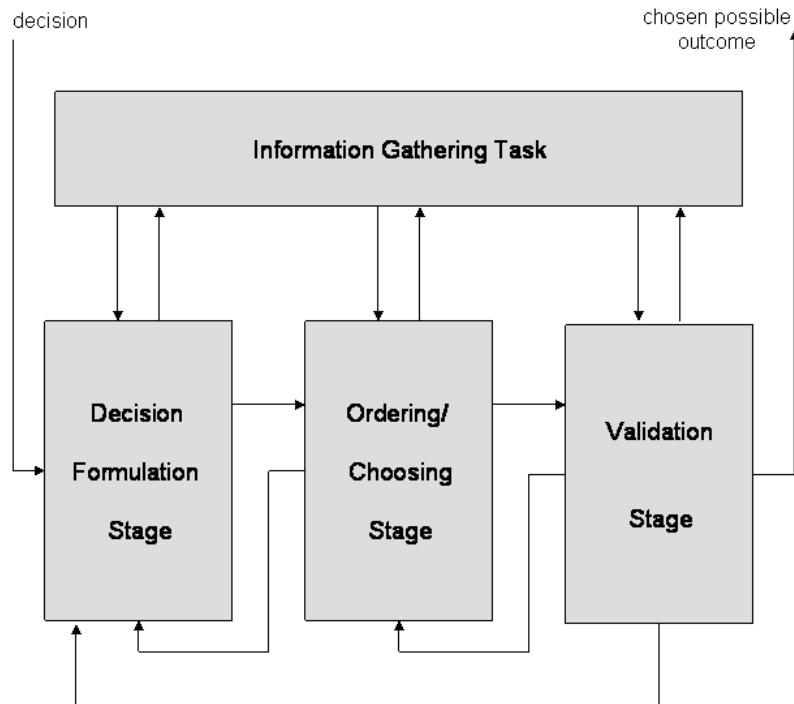 decision
chosen possible
outcome
Information Gathering Task
Decision
Formulation
Stage
Ordering/
Choosing
Stage
Validation
Stage